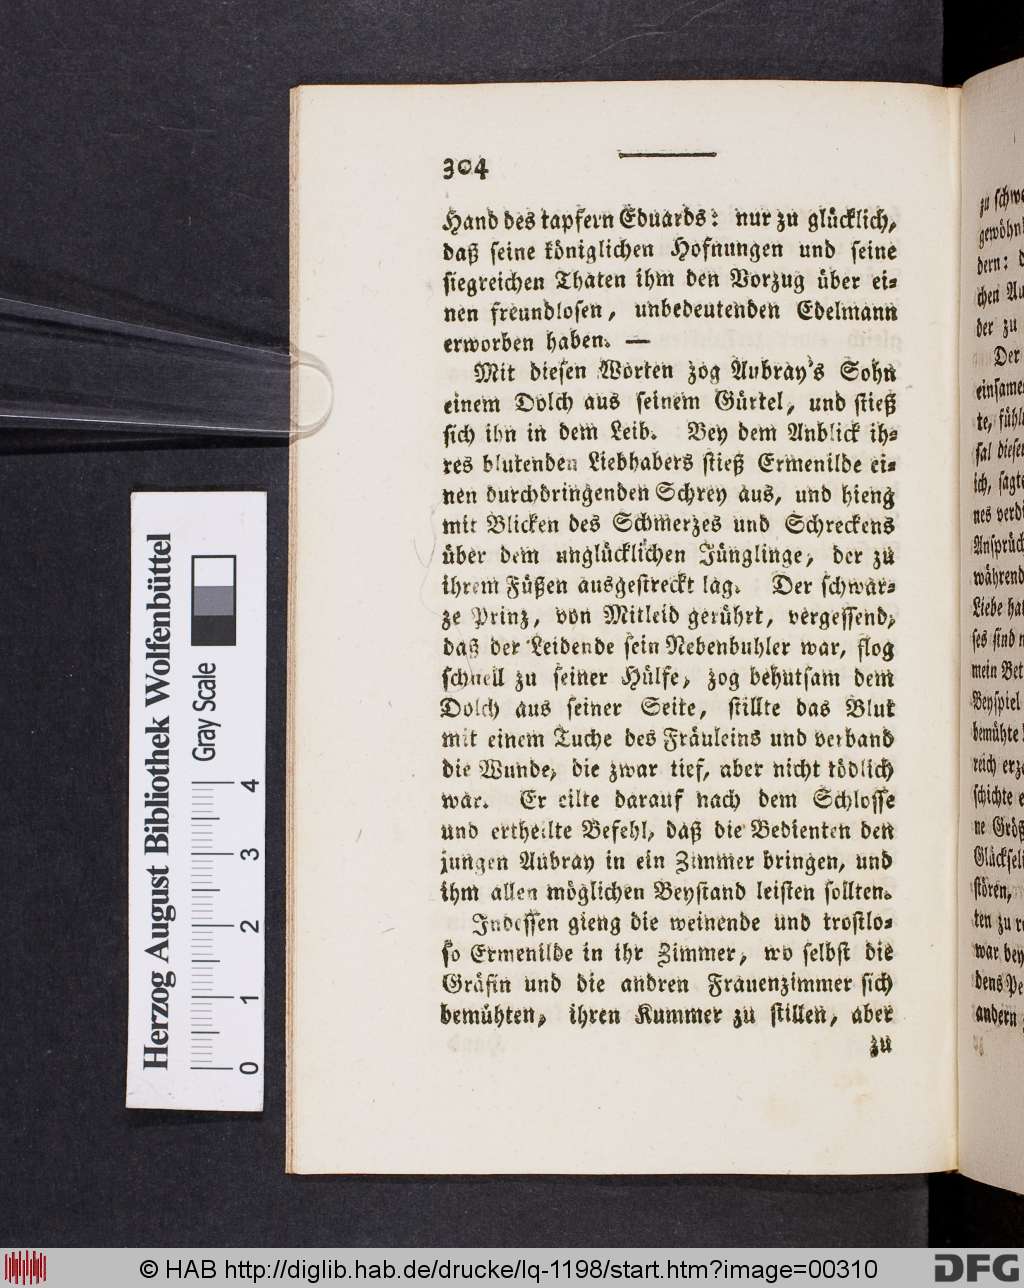 304
Hand des tapfern Eduards: nur zu glücklich,
daß seine königlichen Hofnungen und seine
siegreichen Thaten ihm den Vorzug über ei-
nen freundlosen, unbedeutenden Edelmann
erworben haben. —
Mit diesen Worten zog Aubray's Sohn
einem Dolch aus seinem Gürtel, und stieß
sich ihn in dem Leib. Bey dem Anblick ih-
res blutenden Liebhabers stieß Ermenilde ei-
nen durchdringenden Schrey aus, und hieng
mit Blicken des Schmerzes und Schreckens
über dem unglücklichen Jünglinge, der zu
ihrem Füßen ausgestreckt lag. Der schwar-
ze Prinz, von Mitleid gerührt, vergessend,
daß der Leidende sein Nebenbuhler war, flog
schnell zu seiner Hülfe, zog behutsam dem
Dolch aus seiner Seite, stillte das Blut
mit einem Tuche des Fräuleins und verband
die Wunde, die zwar tief, aber nicht tödlich
war. Er eilte darauf nach dem Schlosse
und ertheilte Befehl, daß die Bedienten den
jungen Aubray in ein Zimmer bringen, und
ihm allen möglichen Beystand leisten sollten.
Indessen gieng die weinende und trostlo-
so Ermenilde in ihr Zimmer, wo selbst die
Gräfin und die andren Frauenzimmer sich
bemühten, ihren Kummer zu stillen, aber
zu
Herzog August Bibliothek Wolfenbüttel
Gray Scale
0 1 2 3 4
© HAB http://diglib.hab.de/drucke/lq-1198/start.htm?image=00310
DFG